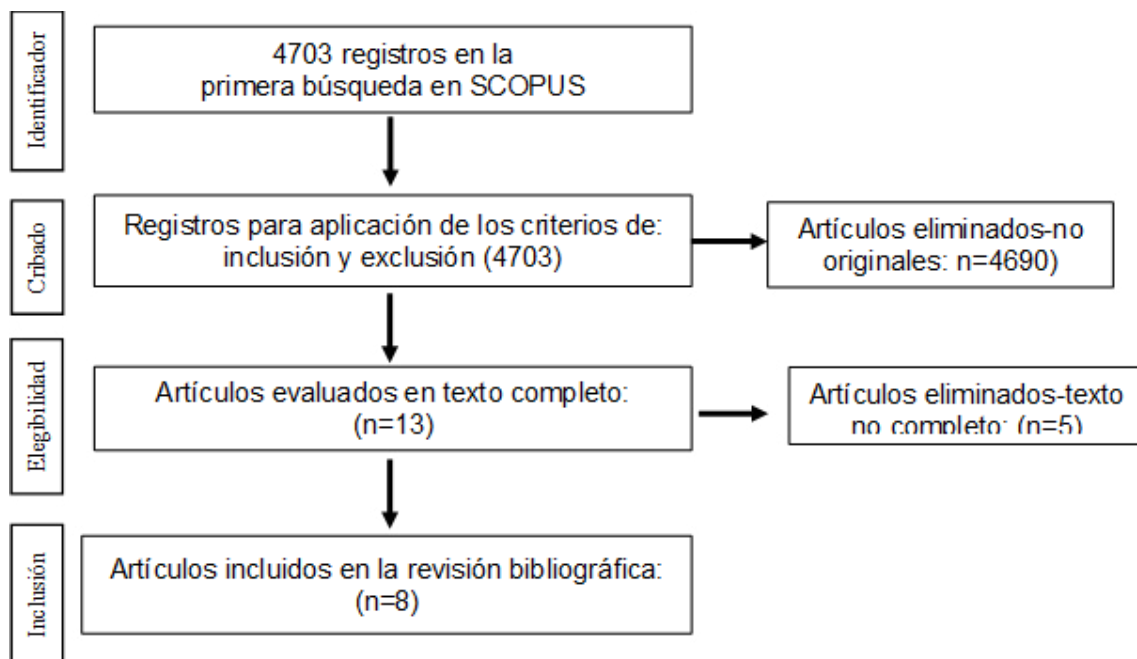 Identificador
4703 registros en la
primera búsqueda en SCOPUS
Cribado
Registros para aplicación de los criterios de:
inclusión y exclusión (4703)
Artículos eliminados-no
originales: n=4690)
Elegibilidad
Artículos evaluados en texto completo:
(n=13)
Artículos eliminados-texto
no completo: (n=5)
Inclusión
Artículos incluidos en la revisión bibliográfica:
(n=8)